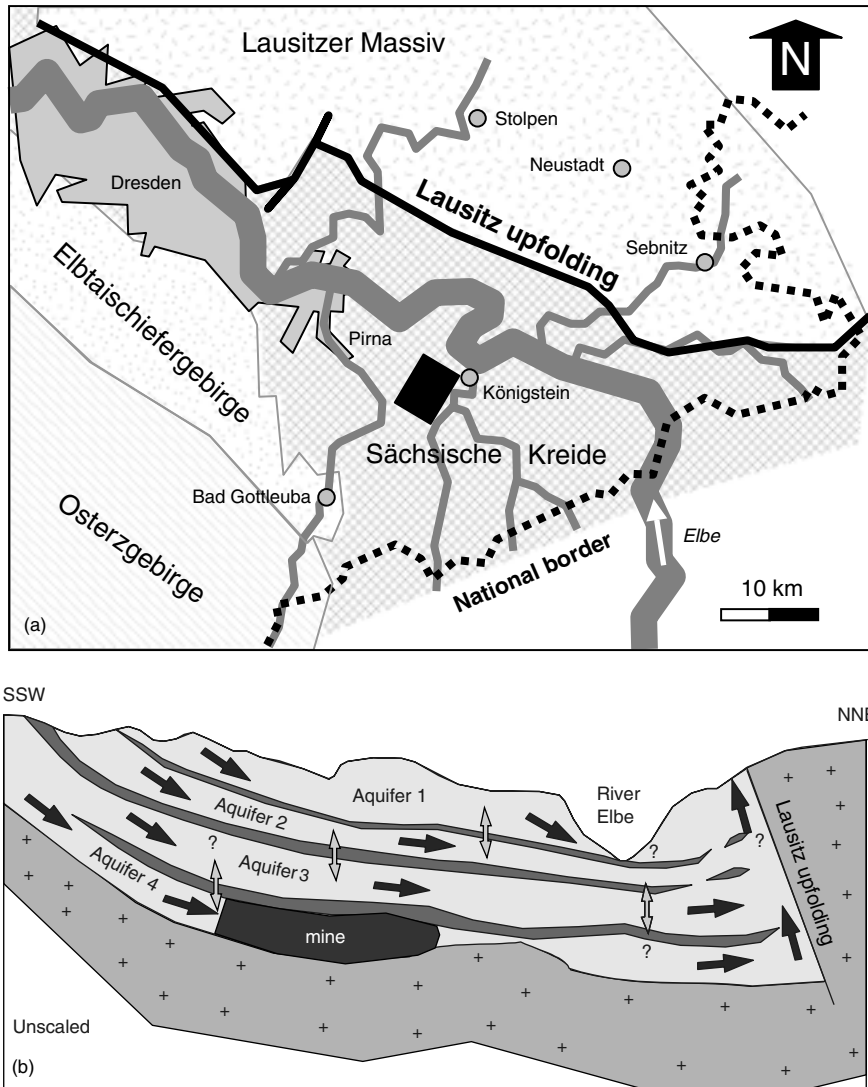 Lausitzer Massiv
N
Stolpen
Neustadt
Dresden
Lausitz upfolding
Sebnitz
Elbtaischiefergebirge
Pirna
Königstein
Sächsische Kreide
Bad Gottleuba
Osterzgebirge
Elbe
National border
10 km
(a)
SSW
NNE
Aquifer 1
River
Elbe
Aquifer 2
?
?
?
Aquifer 3
Aquifer 4
Lausitz upfolding
mine
?
Unscaled
(b)